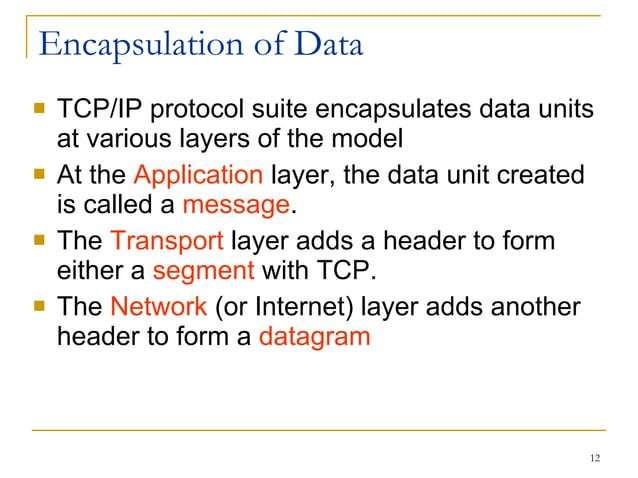 Encapsulation of Data
TCP/IP protocol suite encapsulates data units
at various layers of the model
At the Application layer, the data unit created
is called a message.
The Transport layer adds a header to form
either a segment with TCP.
The Network (or Internet) layer adds another
header to form a datagram
12